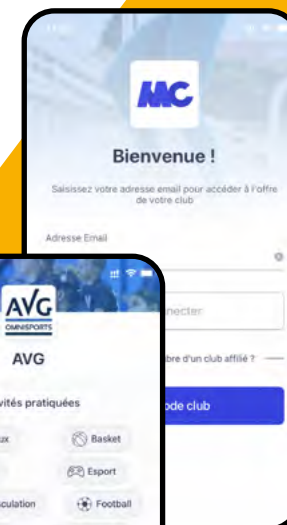 MC
Bienvenue !
Saisissez votre adresse email pour accéder à l'offre
de votre club
Adresse Email
necter
bre d'un club affilié ?
ode club
AVG
OMNISPORTS
AVG
vités pratiquées
ux
Basket
Esport
culation
Football